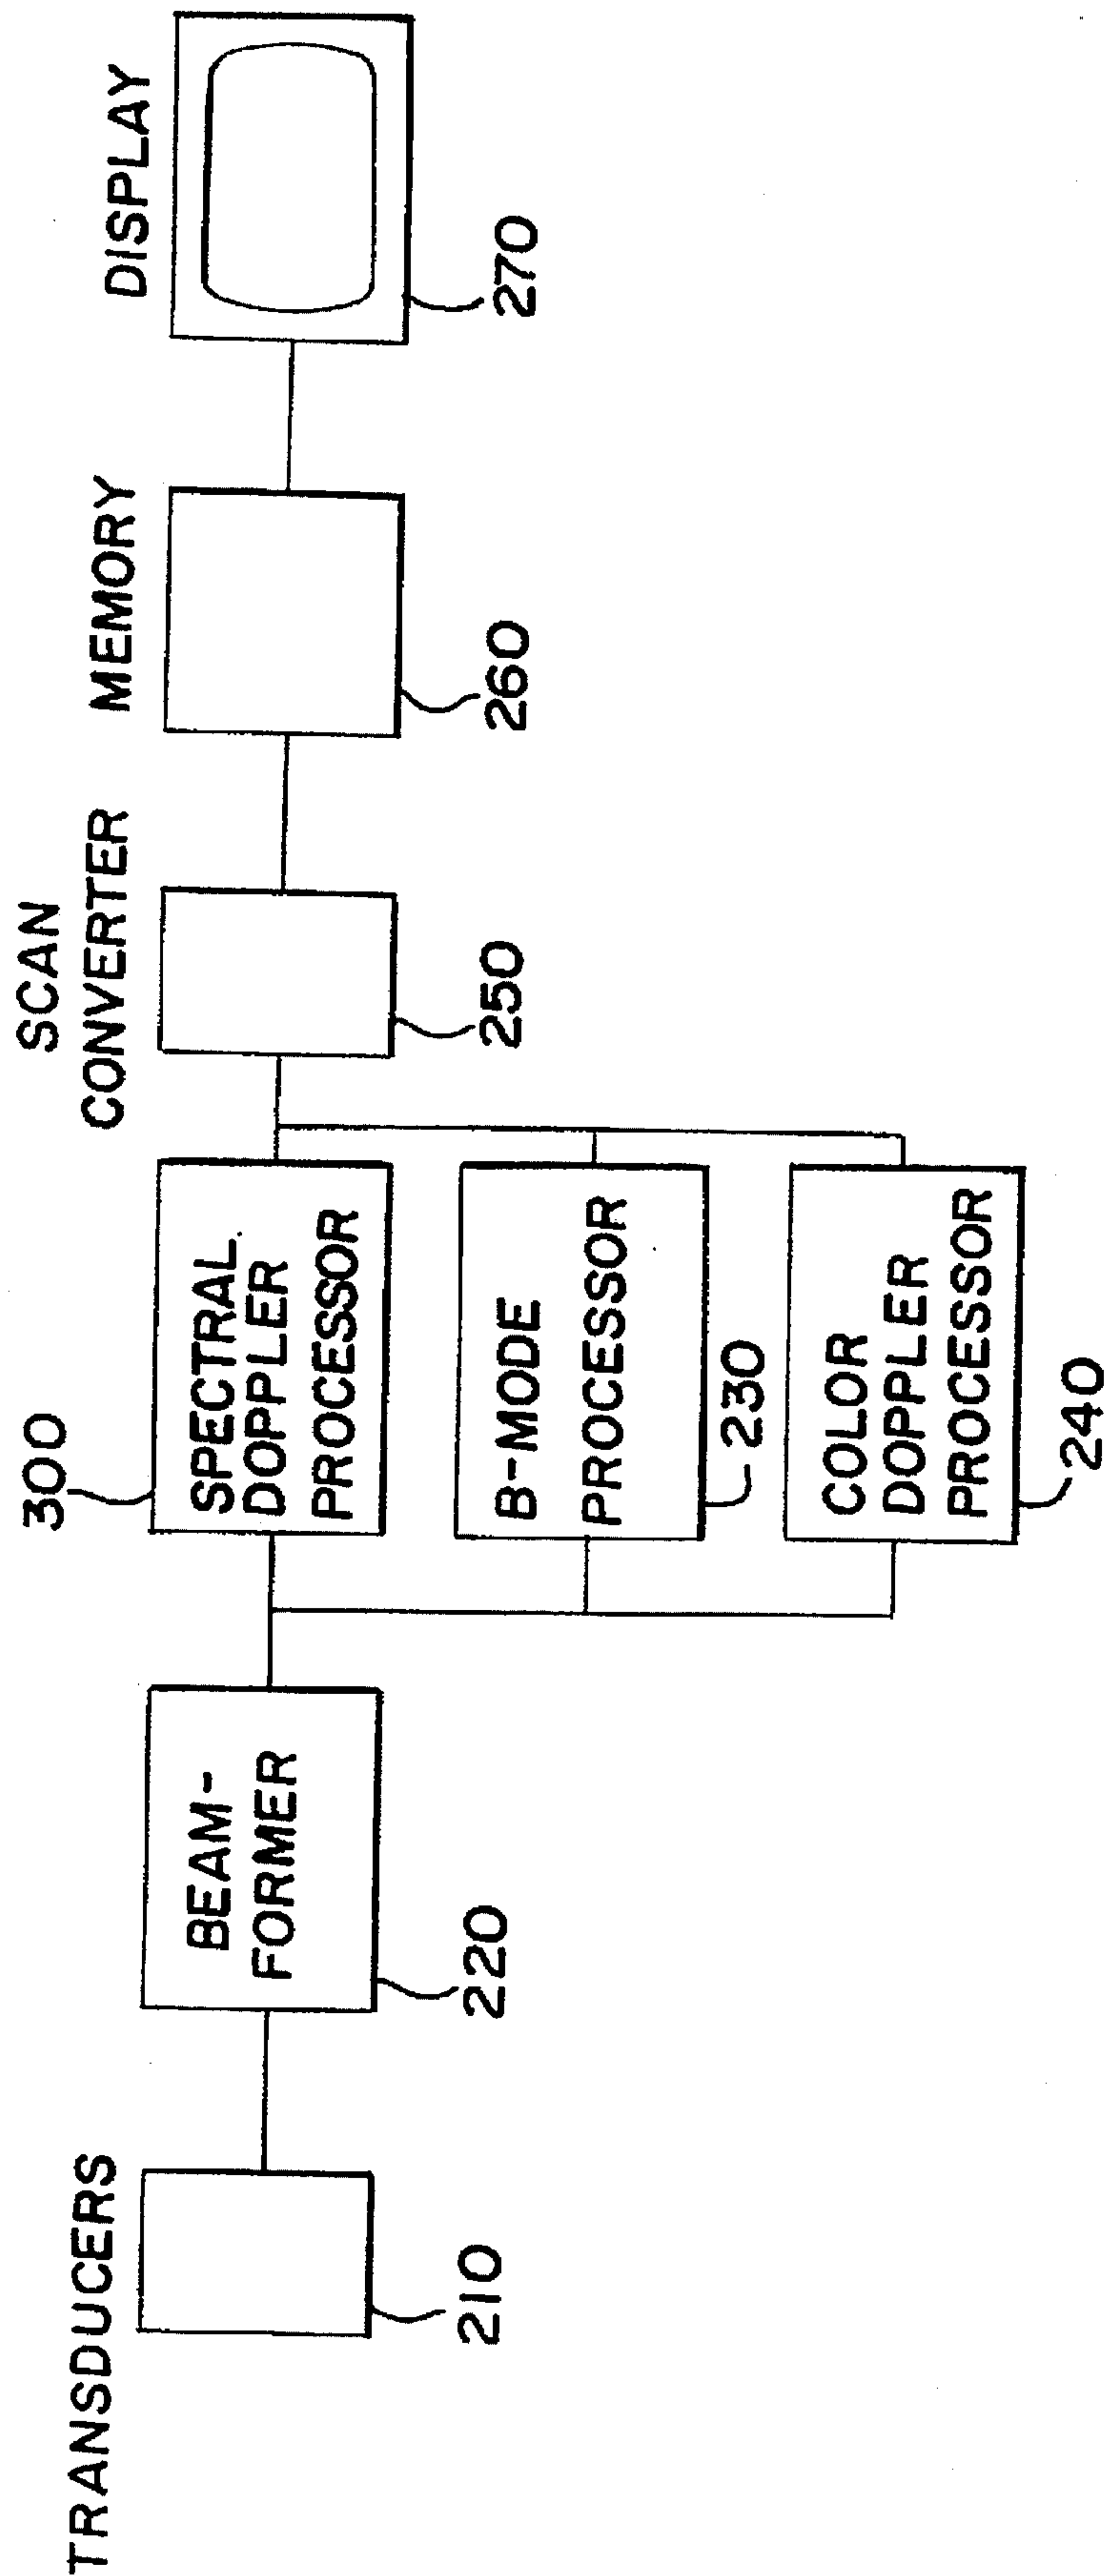 TRANSDUCERS
210
BEAM-
FORMER
220
300
SPECTRAL
DOPPLER
PROCESSOR
B-MODE
PROCESSOR
230
COLOR
DOPPLER
PROCESSOR
240
SCAN
CONVERTER
250
MEMORY
260
DISPLAY
270